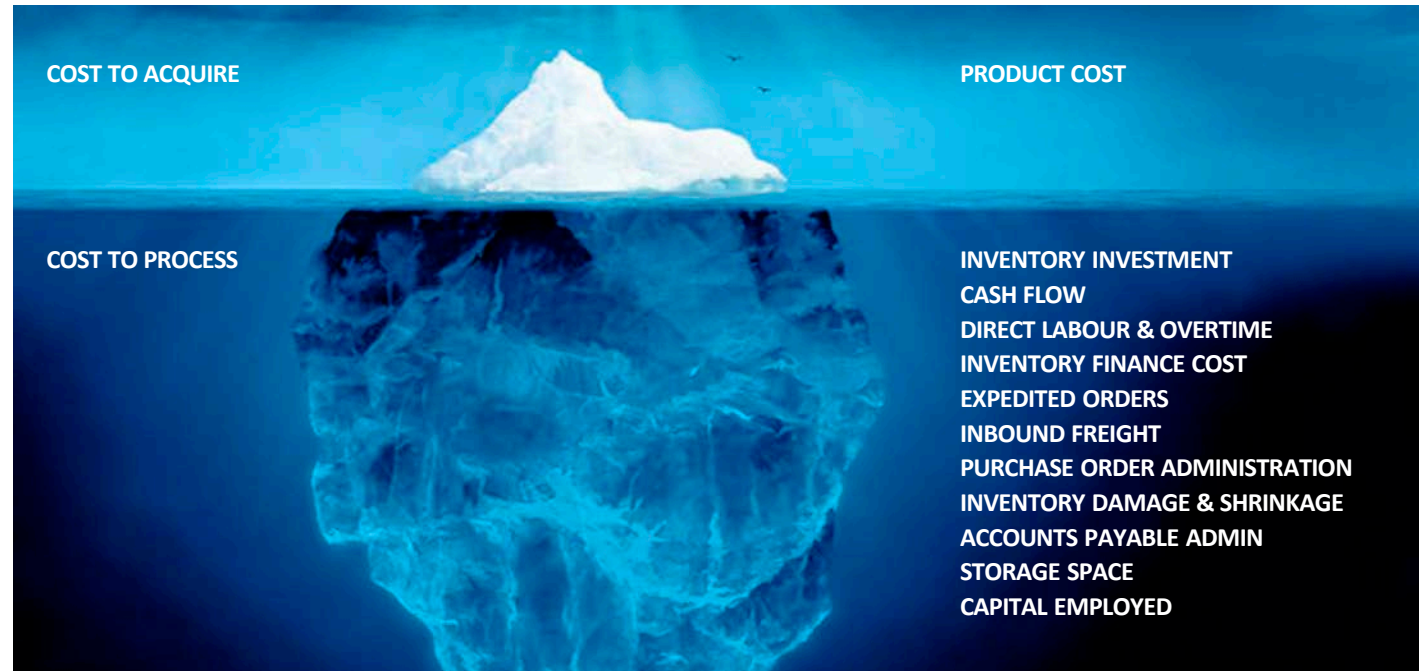 COST TO ACQUIRE
PRODUCT COST
COST TO PROCESS
INVENTORY INVESTMENT
CASH FLOW
DIRECT LABOUR & OVERTIME
INVENTORY FINANCE COST
EXPEDITED ORDERS
INBOUND FREIGHT
PURCHASE ORDER ADMINISTRATION
INVENTORY DAMAGE & SHRINKAGE
ACCOUNTS PAYABLE ADMIN
STORAGE SPACE
CAPITAL EMPLOYED